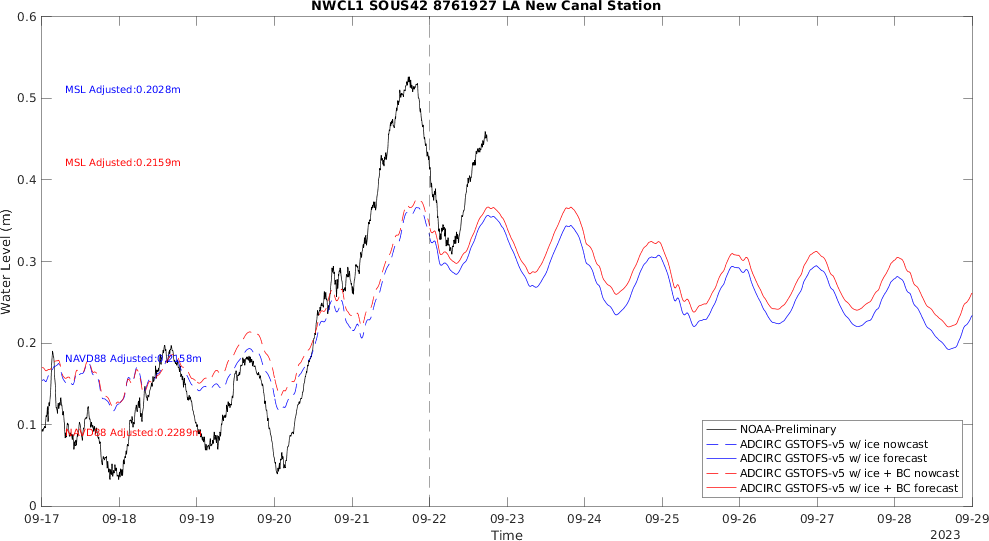 NWCL1 SOUS42 8761927 LA New Canal Station
0.6
0.5
0.4
0.3
0.2
0.1
0
Water Level (m)
MSL Adjusted:0.2028m
MSL Adjusted:0.2159m
NAVD88 Adjusted:0.2158m
NAVD88 Adjusted:0.2289m
NOAA-Preliminary
ADCIRC GSTOFS-v5 w/ ice nowcast
ADCIRC GSTOFS-v5 w/ ice forecast
ADCIRC GSTOFS-v5 w/ ice + BC nowcast
ADCIRC GSTOFS-v5 w/ ice + BC forecast
09-17 09-18 09-19 09-20 09-21 09-22 09-23 09-24 09-25 09-26 09-27 09-28 09-29
Time
2023